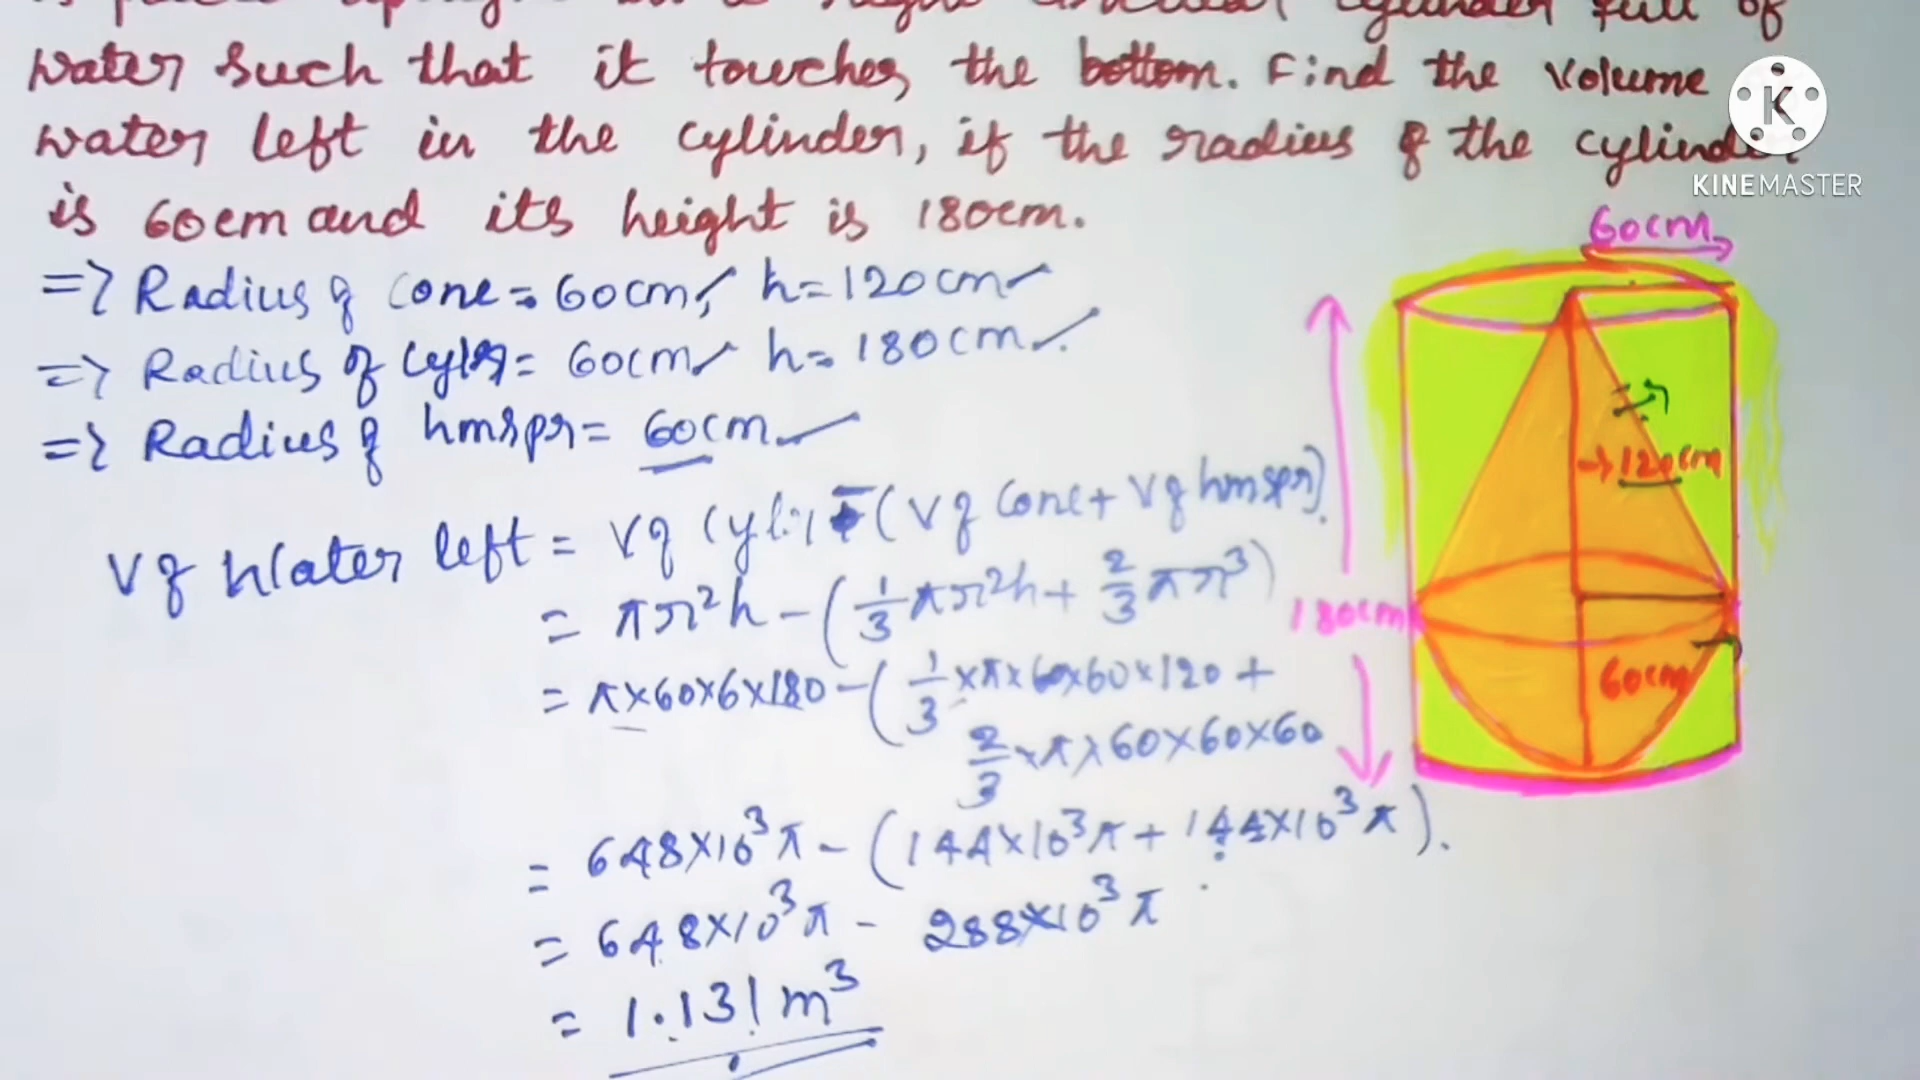 water such that it touches the bottom. Find the volume
water left in the cylinder, if the radius of the cylinder
is 60cm and its height is 180cm.
K
KINEMASTER
=> Radius of cone = 60cm, h=120cm
=> Radius of Cylr = 60cm h= 180cm.
=> Radius of hmspr= 60cm
V of Water left = V of Cyl - (V of Cone + V of hmspr).
= πr²h - (1/3 πr²h + 2/3 πr³)
= π×60×6×180 - (1/3 ×π×60×60×120 +
2/3 ×π×60×60×60
= 648×10³π - (144×10³π + 144×10³π).
= 648×10³π - 288×10³π
= 1.131m³
60cm
120cm
180cm
60cm